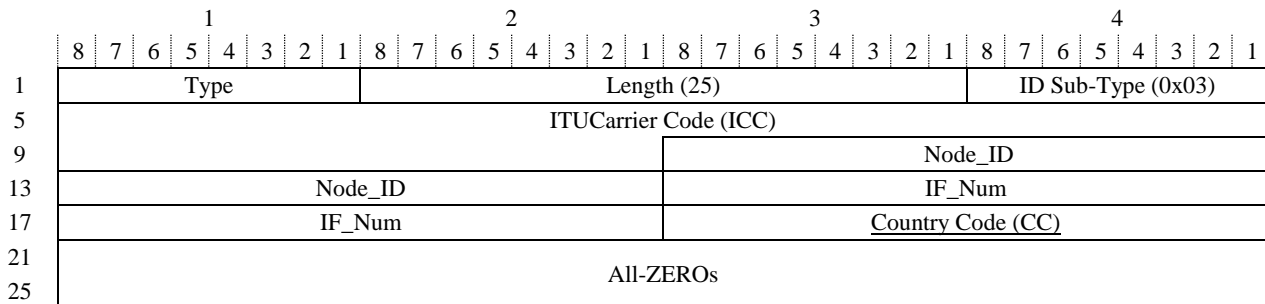 1 2 3 4
8 7 6 5 4 3 2 1 8 7 6 5 4 3 2 1 8 7 6 5 4 3 2 1 8 7 6 5 4 3 2 1
1 Type Length (25) ID Sub-Type (0x03)
5 ITUCarrier Code (ICC)
9 Node_ID
13 Node_ID IF_Num
17 IF_Num Country Code (CC)
21
All-ZEROs
25